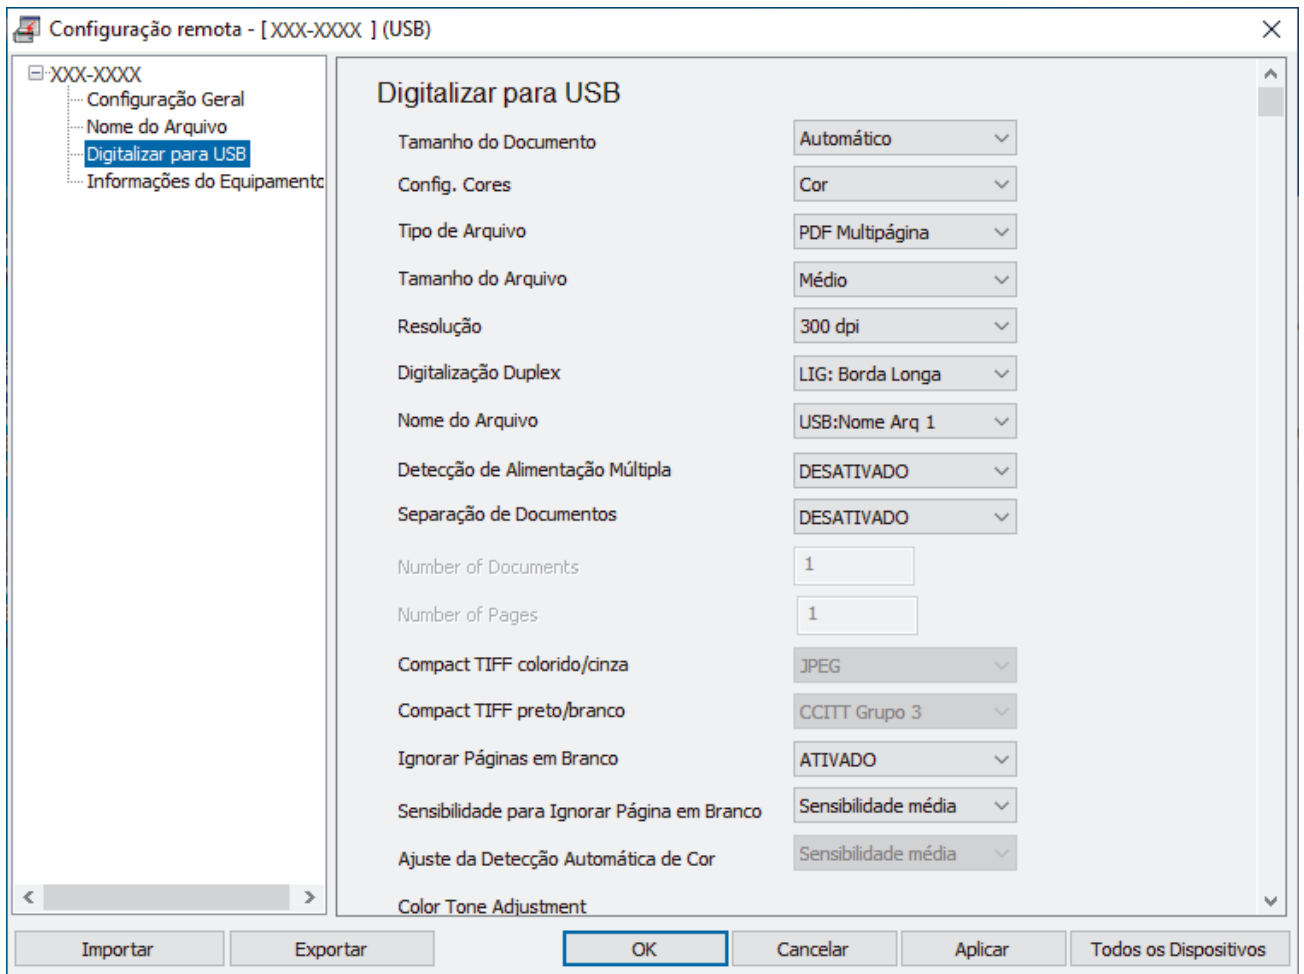 Configuração remota - [ XXX-XXXX ] (USB)
XXX-XXXX
Configuração Geral
Nome do Arquivo
Digitalizar para USB
Informações do Equipamento
Digitalizar para USB
Tamanho do Documento Automático
Config. Cores Cor
Tipo de Arquivo PDF Multipágina
Tamanho do Arquivo Médio
Resolução 300 dpi
Digitalização Duplex LIG: Borda Longa
Nome do Arquivo USB:Nome Arq 1
Detecção de Alimentação Múltipla DESATIVADO
Separação de Documentos DESATIVADO
Number of Documents 1
Number of Pages 1
Compact TIFF colorido/cinza JPEG
Compact TIFF preto/branco CCITT Grupo 3
Ignorar Páginas em Branco ATIVADO
Sensibilidade para Ignorar Página em Branco Sensibilidade média
Ajuste da Detecção Automática de Cor Sensibilidade média
Color Tone Adjustment
Importar Exportar OK Cancelar Aplicar Todos os Dispositivos